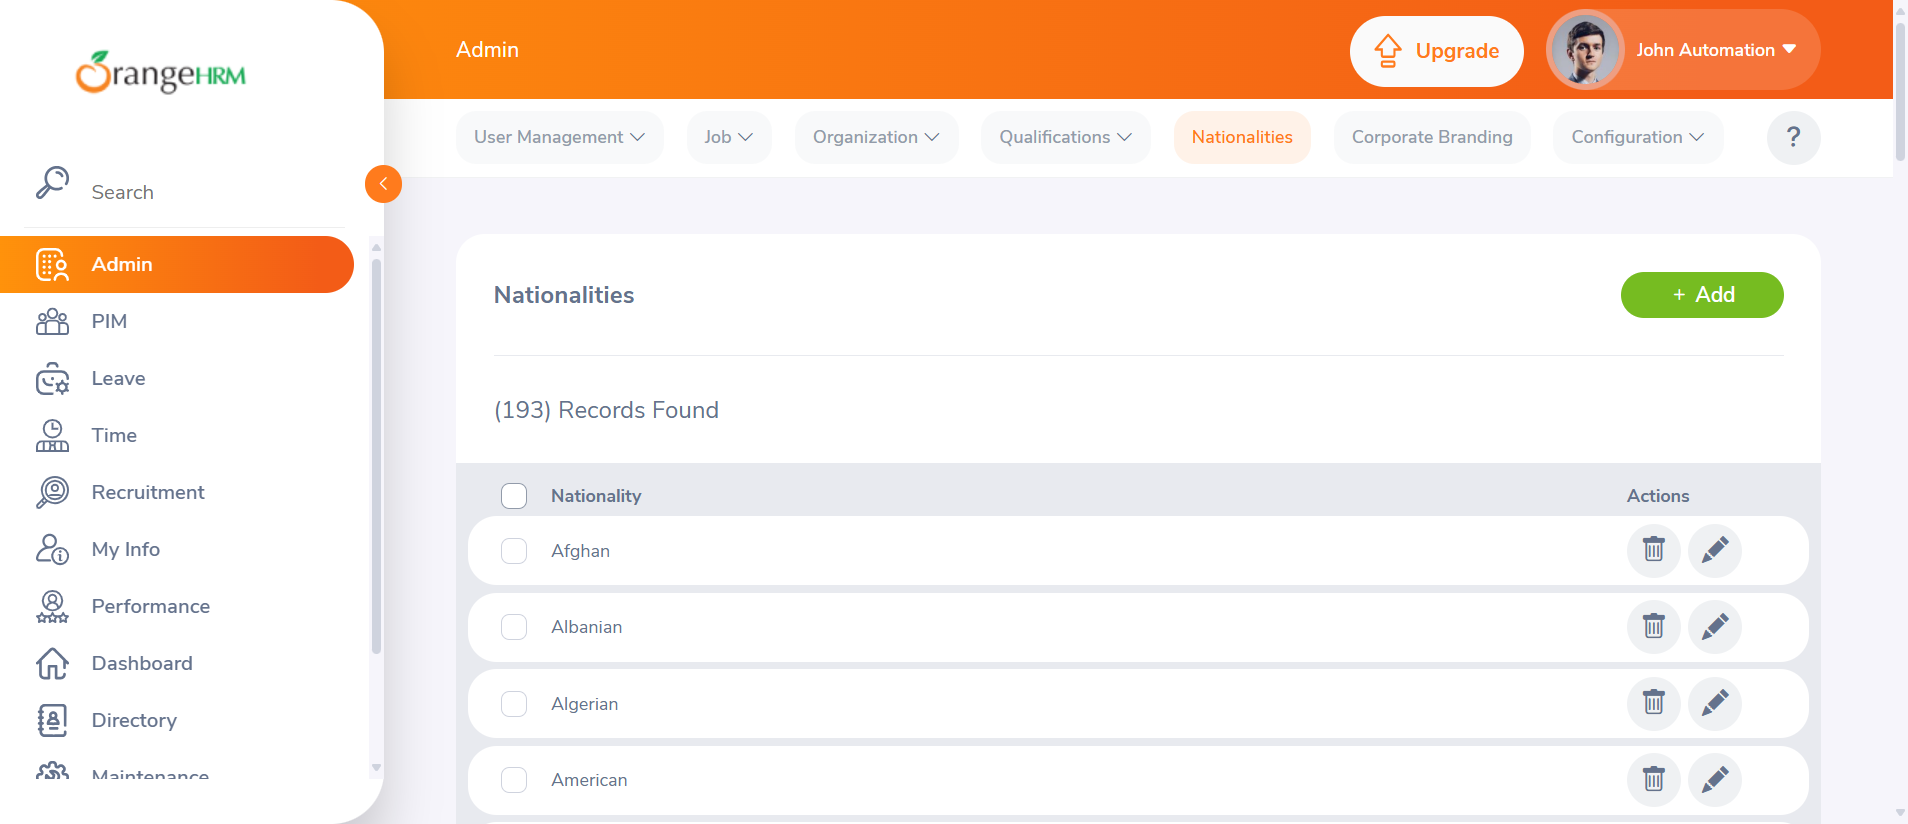 OrangeHRM
Admin
Upgrade
John Automation
User Management
Job
Organization
Qualifications
Nationalities
Corporate Branding
Configuration
?
Search
Admin
PIM
Leave
Time
Recruitment
My Info
Performance
Dashboard
Directory
Maintenance
Nationalities
+ Add
(193) Records Found
Nationality
Actions
Afghan
Albanian
Algerian
American